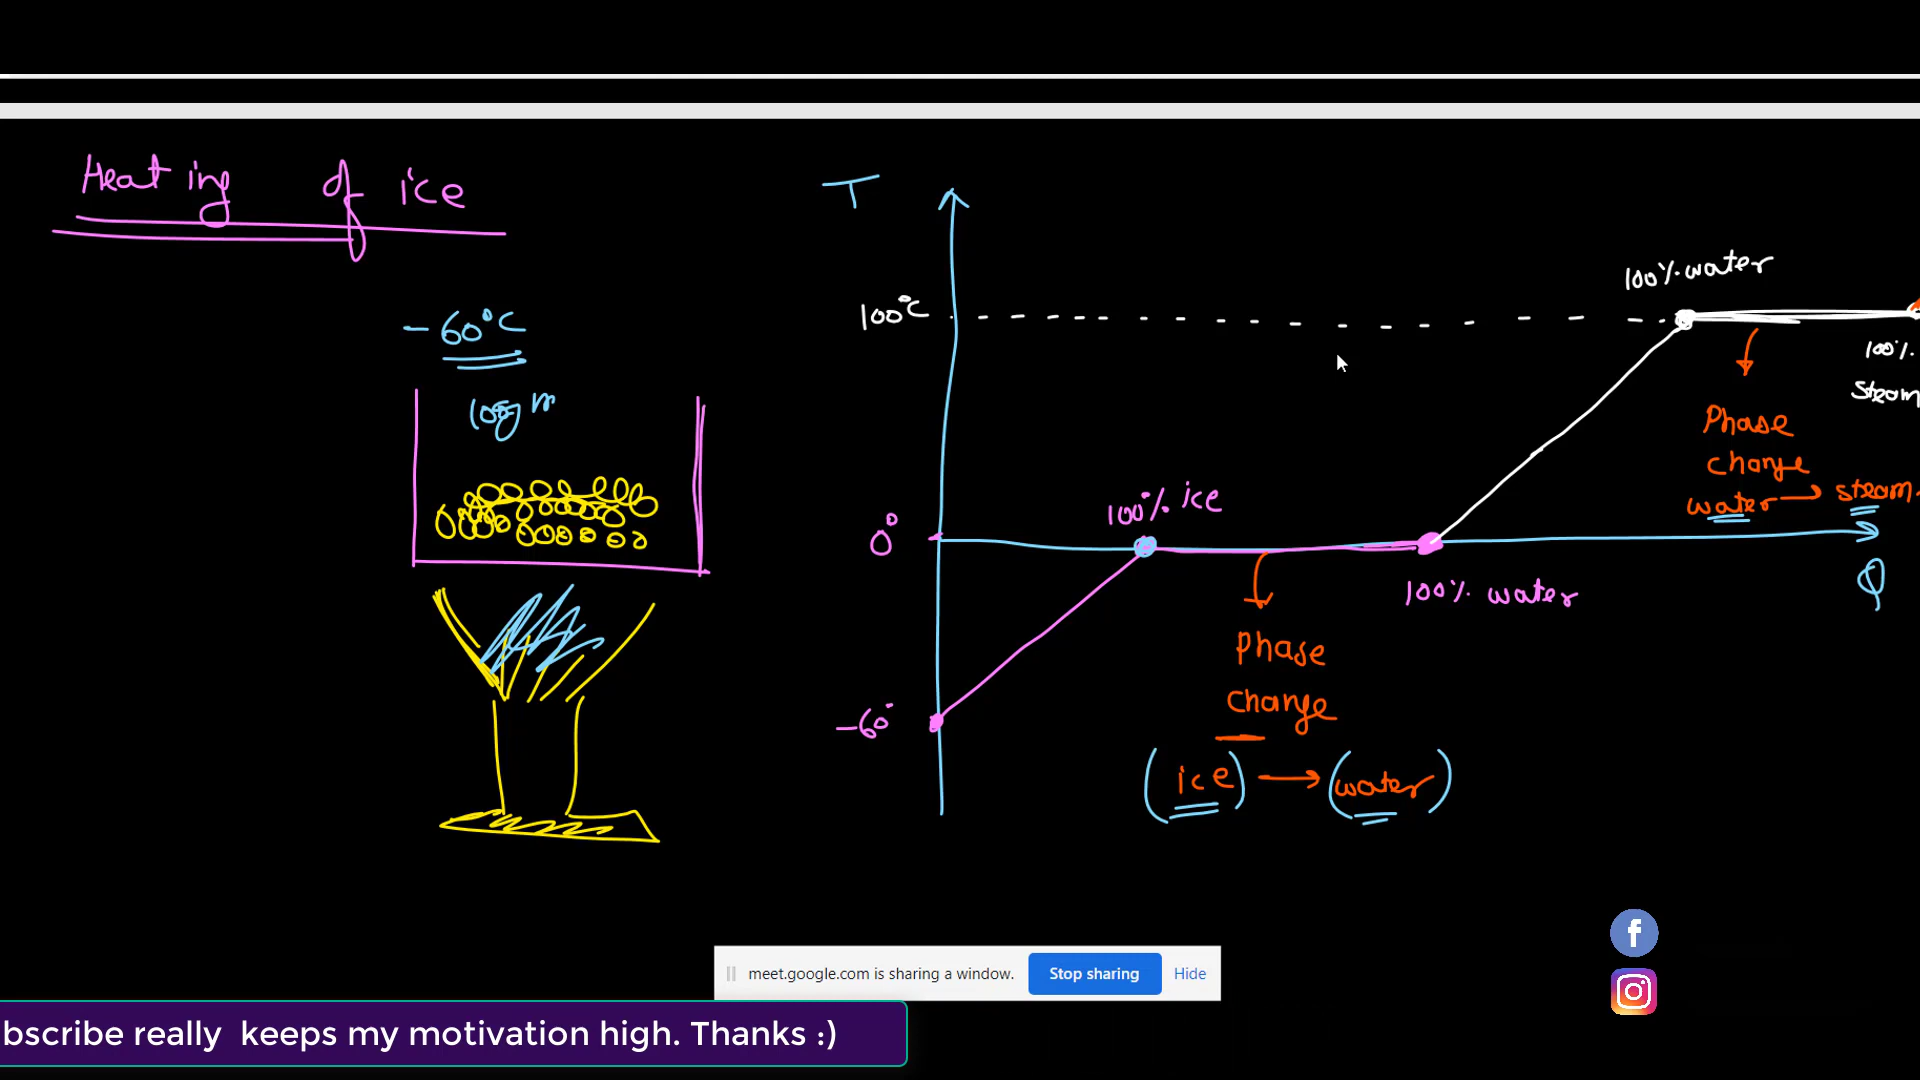 Heating of ice
T
100% water
100°C
- 60°C
100%
Steam
Phase
change
water → steam
100% ice
0°
100% water
Q
Phase
change
-60°
(ice) → (water)
meet.google.com is sharing a window. Stop sharing Hide
bscribe really keeps my motivation high. Thanks :)